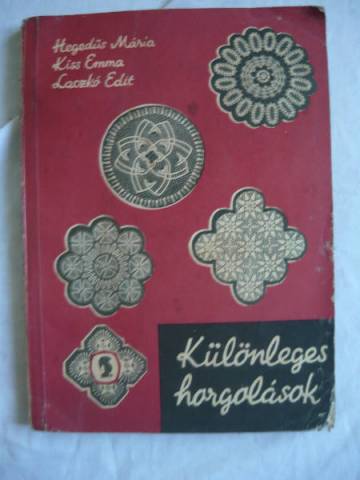 Hegedűs Mária
Kiss Emma
Laczkó Edit
Különleges
horgolások